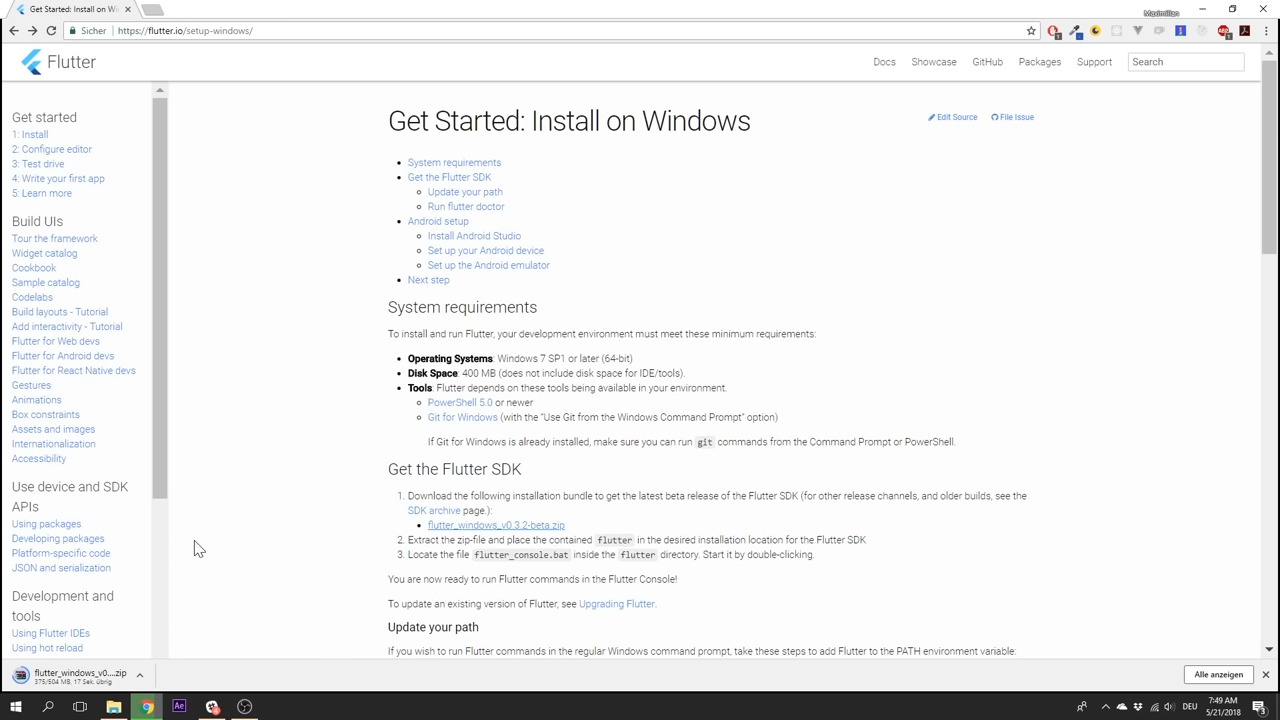 Get Started: Install on Wi
Maximilian
Sicher https://flutter.io/setup-windows/
Flutter
Docs Showcase GitHub Packages Support Search
Get started
1: Install
2: Configure editor
3: Test drive
4: Write your first app
5: Learn more
Build UIs
Tour the framework
Widget catalog
Cookbook
Sample catalog
Codelabs
Build layouts - Tutorial
Add interactivity - Tutorial
Flutter for Web devs
Flutter for Android devs
Flutter for React Native devs
Gestures
Animations
Box constraints
Assets and images
Internationalization
Accessibility
Use device and SDK
APIs
Using packages
Developing packages
Platform-specific code
JSON and serialization
Development and
tools
Using Flutter IDEs
Using hot reload
Get Started: Install on Windows
Edit Source File Issue
• System requirements
• Get the Flutter SDK
Update your path
Run flutter doctor
• Android setup
Install Android Studio
Set up your Android device
Set up the Android emulator
• Next step
System requirements
To install and run Flutter, your development environment must meet these minimum requirements:
• Operating Systems: Windows 7 SP1 or later (64-bit)
• Disk Space: 400 MB (does not include disk space for IDE/tools).
• Tools: Flutter depends on these tools being available in your environment.
PowerShell 5.0 or newer
Git for Windows (with the “Use Git from the Windows Command Prompt” option)
If Git for Windows is already installed, make sure you can run git commands from the Command Prompt or PowerShell.
Get the Flutter SDK
1. Download the following installation bundle to get the latest beta release of the Flutter SDK (for other release channels, and older builds, see the
SDK archive page.):
• flutter_windows_v0.3.2-beta.zip
2. Extract the zip-file and place the contained flutter in the desired installation location for the Flutter SDK
3. Locate the file flutter_console.bat inside the flutter directory. Start it by double-clicking.
You are now ready to run Flutter commands in the Flutter Console!
To update an existing version of Flutter, see Upgrading Flutter.
Update your path
If you wish to run Flutter commands in the regular Windows command prompt, take these steps to add Flutter to the PATH environment variable:
flutter_windows_v0....zip
375/504 MB, 17 Sek. übrig
Alle anzeigen
Ae
DEU
7:49 AM
5/21/2018
3